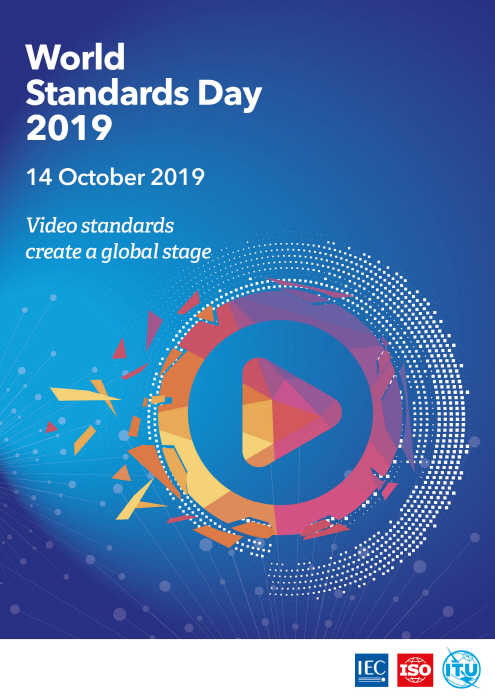 World
Standards Day
2019
14 October 2019
Video standards
create a global stage
IEC
ISO
ITU